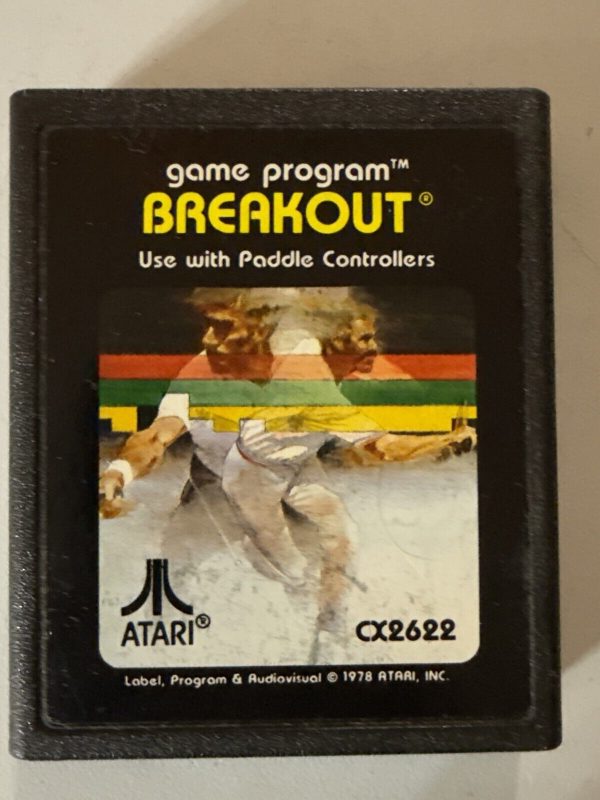 game program™
BREAKOUT®
Use with Paddle Controllers
ATARI®
CX2622
Label, Program & Audiovisual © 1978 ATARI, INC.